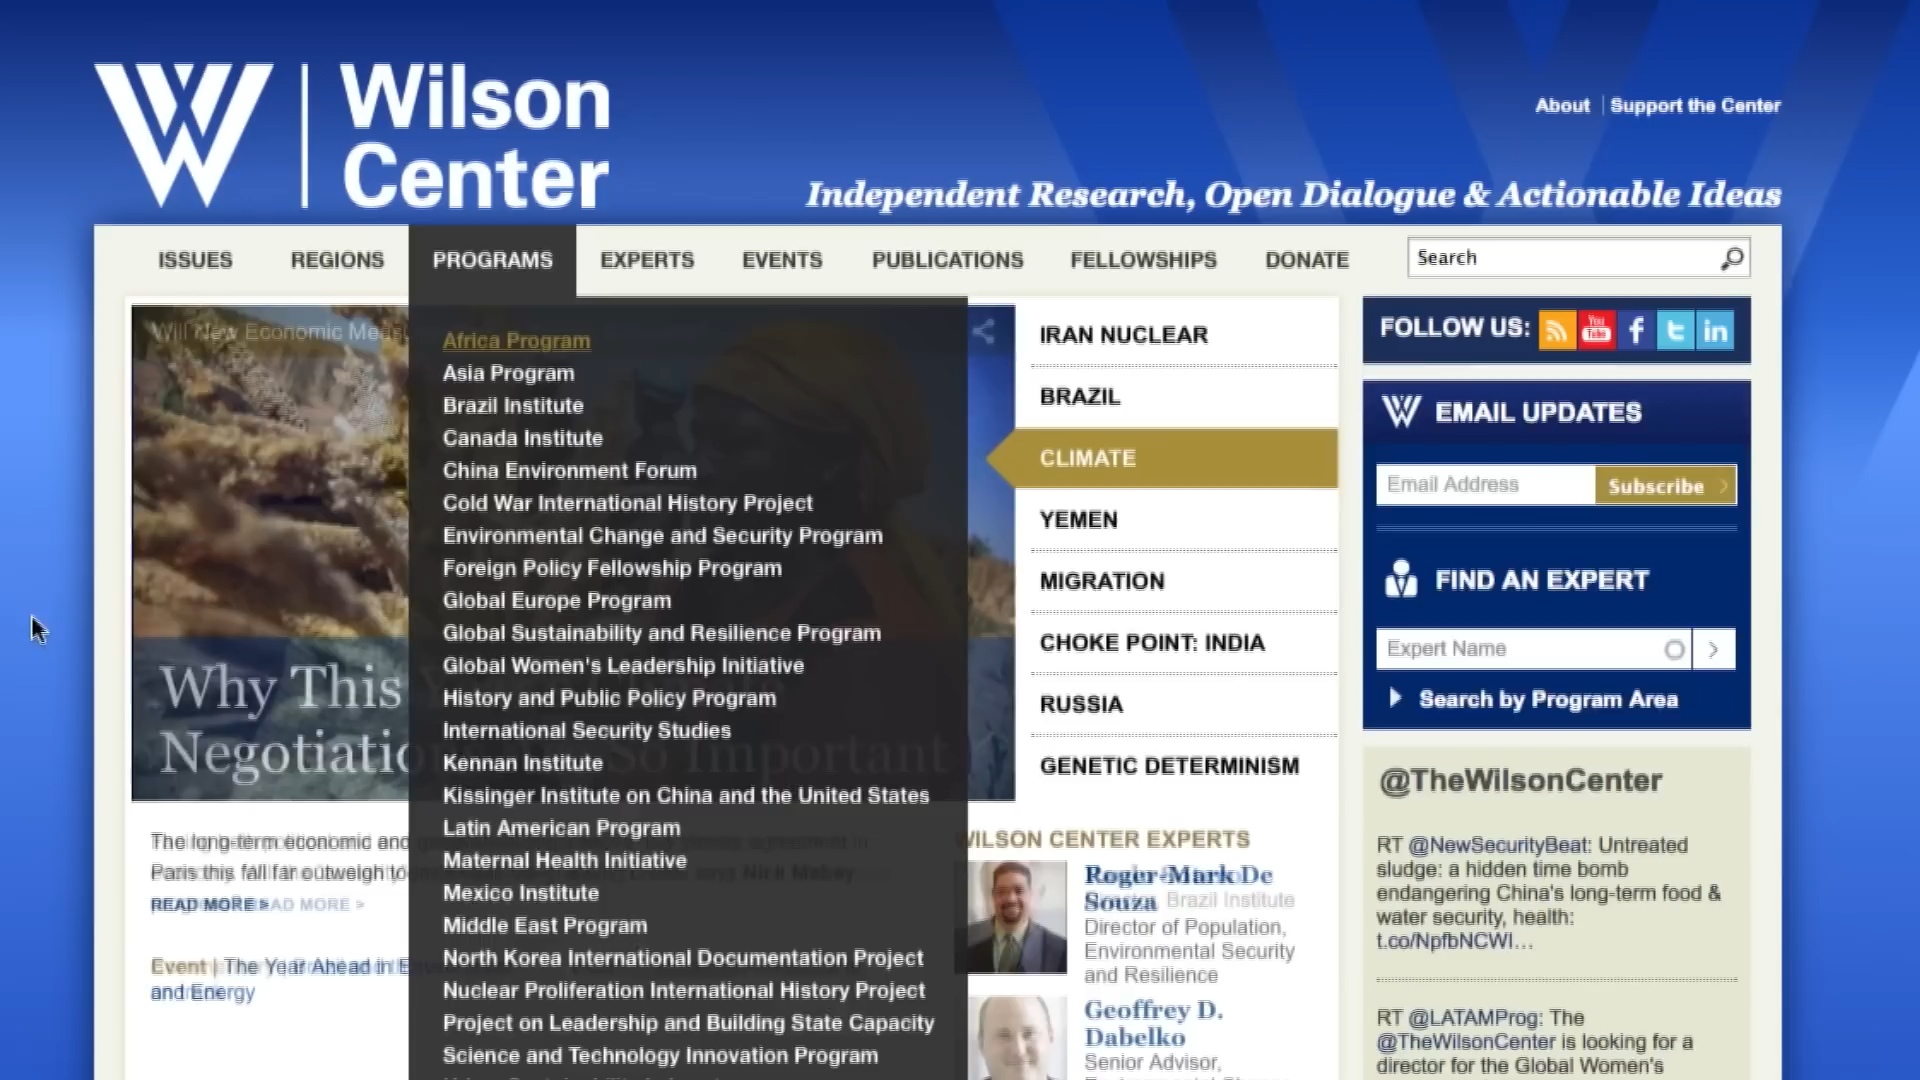 Wilson
Center
About
Support the Center
Independent Research, Open Dialogue & Actionable Ideas
ISSUES
REGIONS
PROGRAMS
EXPERTS
EVENTS
PUBLICATIONS
FELLOWSHIPS
DONATE
Search
Will New Economic
Africa Program
Asia Program
Brazil Institute
Canada Institute
China Environment Forum
Cold War International History Project
Environmental Change and Security Program
Foreign Policy Fellowship Program
Global Europe Program
Global Sustainability and Resilience Program
Global Women's Leadership Initiative
History and Public Policy Program
International Security Studies
Kennan Institute
Kissinger Institute on China and the United States
Latin American Program
Maternal Health Initiative
Mexico Institute
Middle East Program
North Korea International Documentation Project
Nuclear Proliferation International History Project
Project on Leadership and Building State Capacity
Science and Technology Innovation Program
Why This
So Important
The long-term economic and
Paris this fall far outweigh
READ MORE >
Event | The Year Ahead in
and Energy
IRAN NUCLEAR
BRAZIL
CLIMATE
YEMEN
MIGRATION
CHOKE POINT: INDIA
RUSSIA
GENETIC DETERMINISM
WILSON CENTER EXPERTS
Roger-Mark De
Souza
Brazil Institute
Director of Population,
Environmental Security
and Resilience
Geoffrey D.
Dabelko
Senior Advisor,
FOLLOW US:
You
Tube
f
t
in
EMAIL UPDATES
Email Address
Subscribe >
FIND AN EXPERT
Expert Name
>
Search by Program Area
@TheWilsonCenter
RT @NewSecurityBeat: Untreated
sludge: a hidden time bomb
endangering China's long-term food &
water security, health:
t.co/NpfbNCWI…
RT @LATAMProg: The
@TheWilsonCenter is looking for a
director for the Global Women's